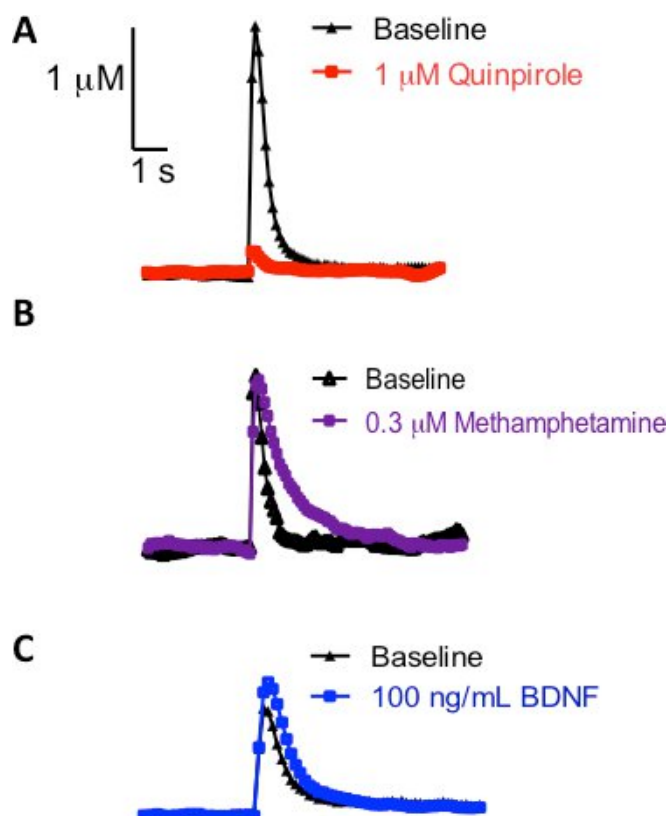 A
Baseline
1 μM
1 μM Quinpirole
1 s
B
Baseline
0.3 μM Methamphetamine
C
Baseline
100 ng/mL BDNF